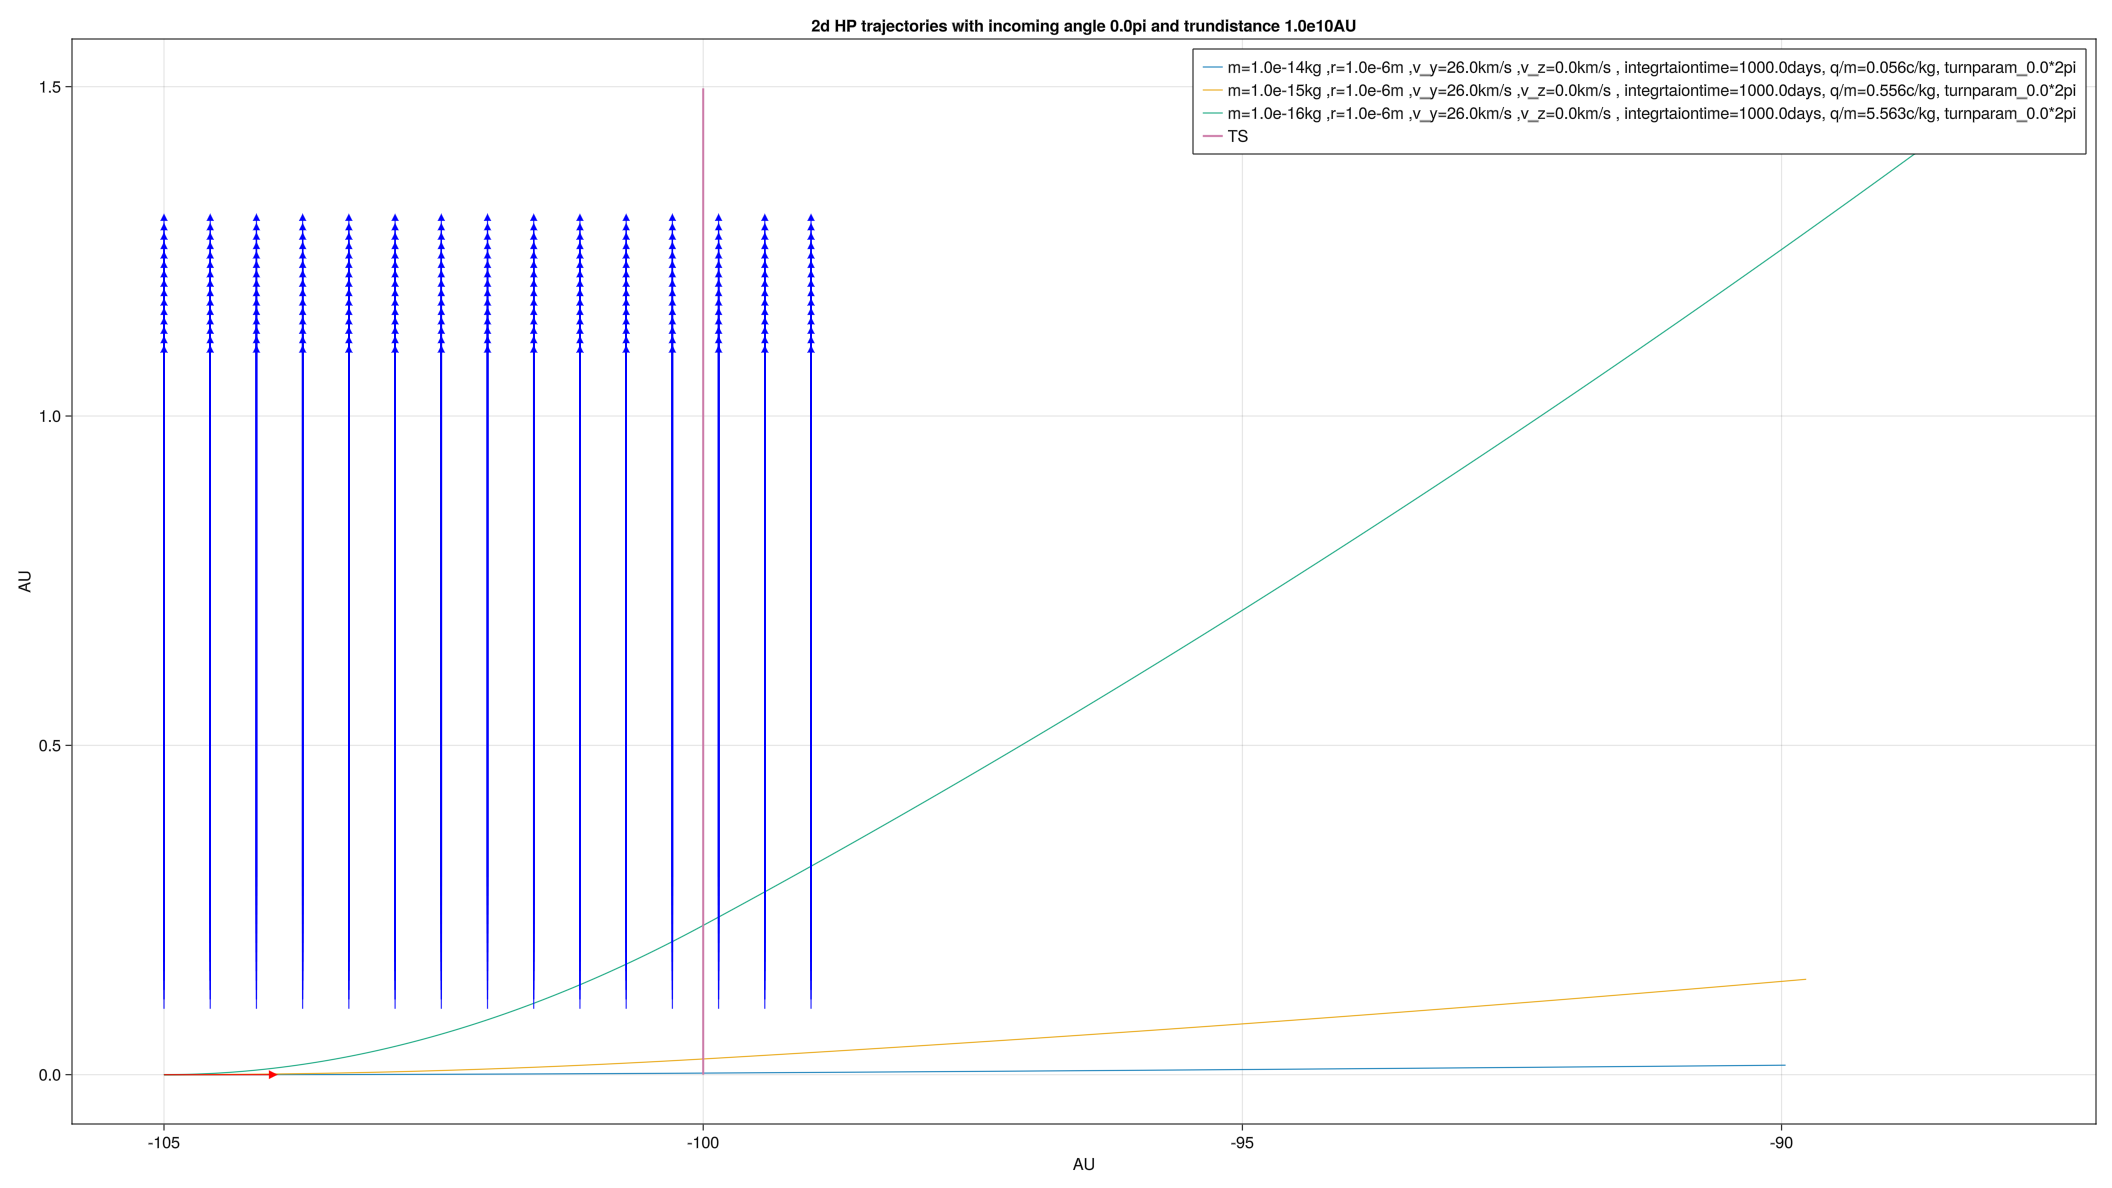 2d HP trajectories with incoming angle 0.0pi and trundistance 1.0e10AU
m=1.0e-14kg ,r=1.0e-6m ,v_y=26.0km/s ,v_z=0.0km/s , integrtaiontime=1000.0days, q/m=0.056c/kg, turnparam_0.0*2pi
m=1.0e-15kg ,r=1.0e-6m ,v_y=26.0km/s ,v_z=0.0km/s , integrtaiontime=1000.0days, q/m=0.556c/kg, turnparam_0.0*2pi
m=1.0e-16kg ,r=1.0e-6m ,v_y=26.0km/s ,v_z=0.0km/s , integrtaiontime=1000.0days, q/m=5.563c/kg, turnparam_0.0*2pi
TS
1.5
1.0
AU
0.5
0.0
-105 -100 -95 -90
AU